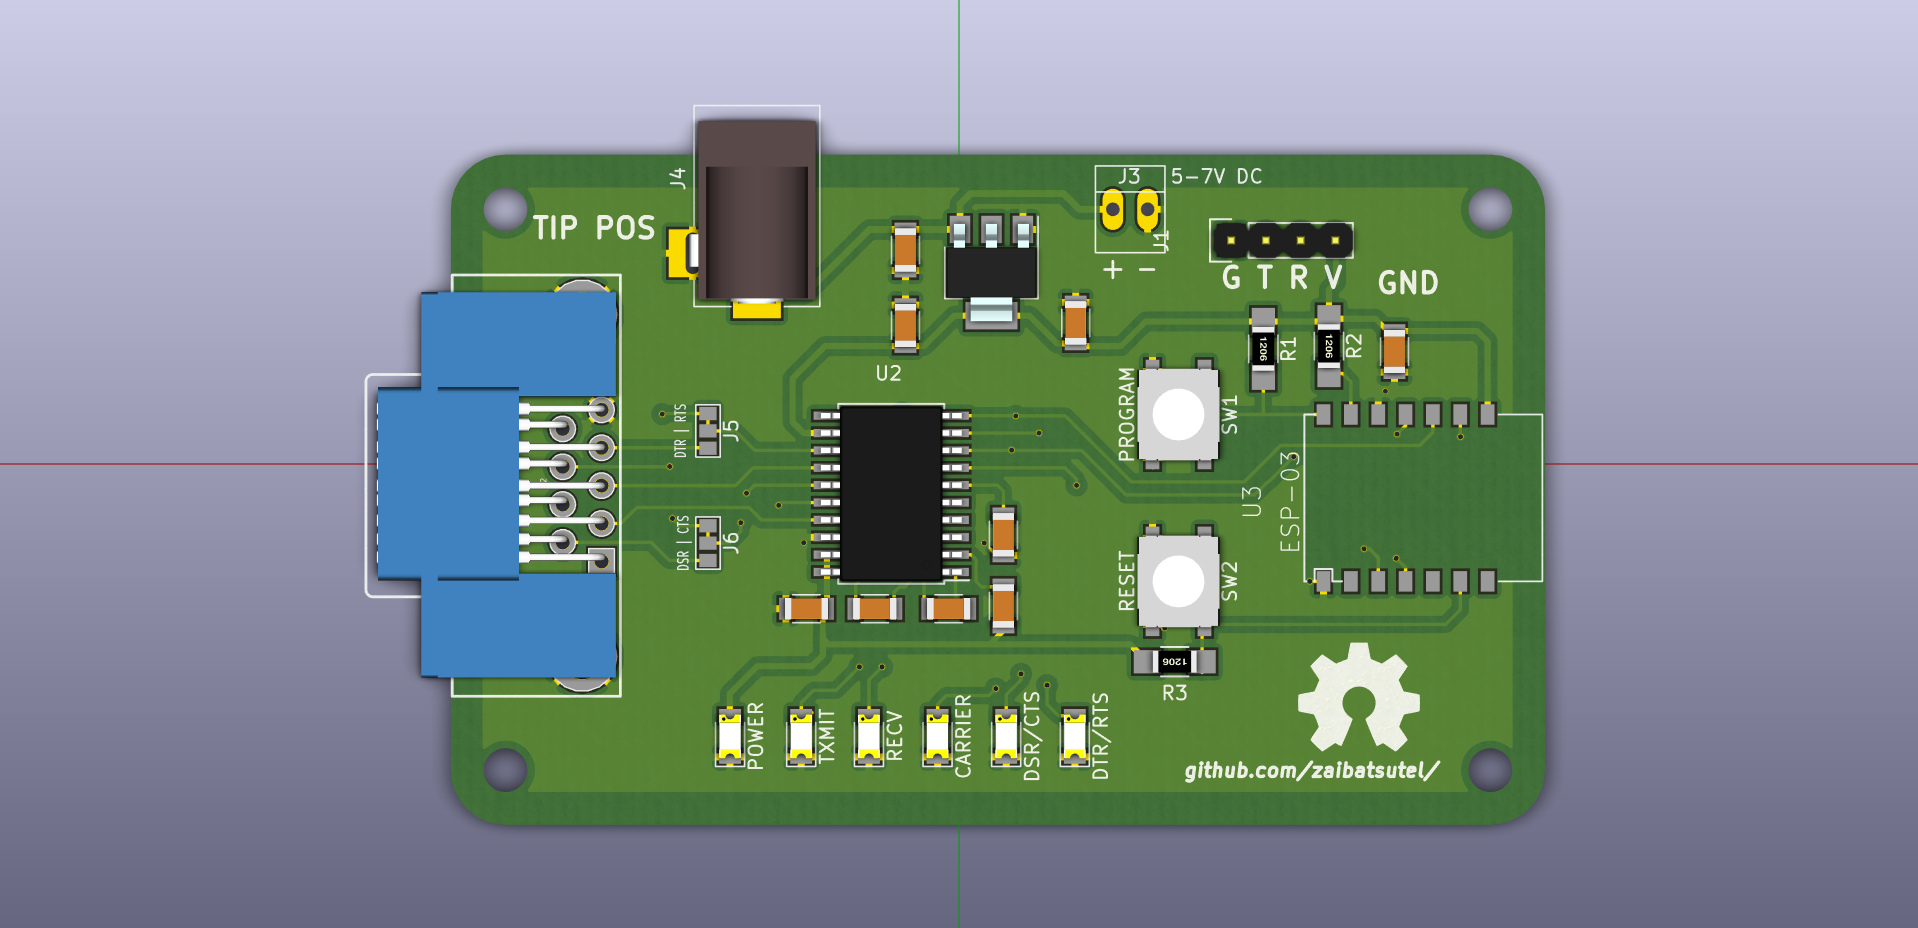 J4
TIP POS
J3
5-7V DC
J1
+ -
G T R V
GND
U2
1206
R1
1206
R2
PROGRAM
SW1
DTR | RTS
J5
U3
ESP-03
DSR | CTS
J6
RESET
SW2
1206
R3
POWER
TXMIT
RECV
CARRIER
DSR/CTS
DTR/RTS
github.com/zaibatsutel/